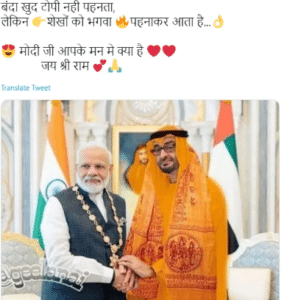 बंदा खुद टोपी नही पहनता,
लेकिन 👉शेखों को भगवा 🔥पहनाकर आता है...👌
😍 मोदी जी आपके मन मे क्या है ❤❤
जय श्री राम 💕🙏
Translate Tweet